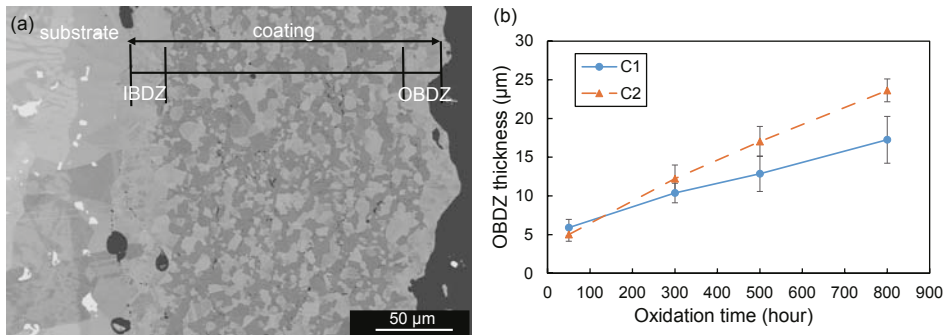 (a)
substrate
coating
IBDZ
OBDZ
50 µm
(b)
30
25
20
15
10
5
0
OBDZ thickness (µm)
C1
C2
0 100 200 300 400 500 600 700 800 900
Oxidation time (hour)